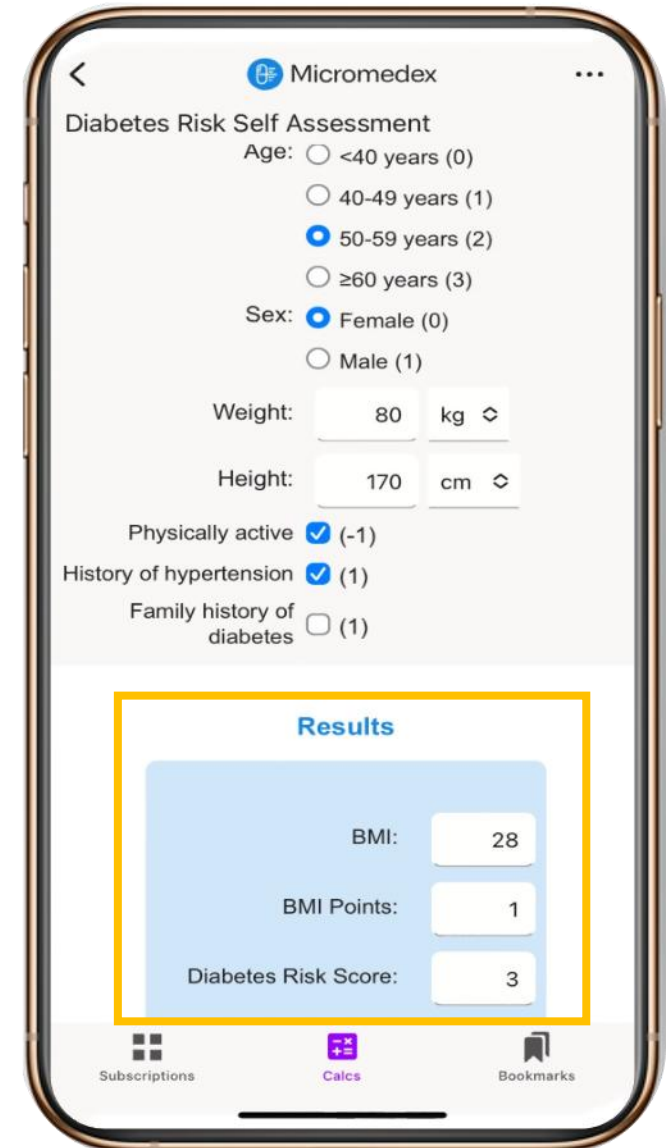 Micromedex
Diabetes Risk Self Assessment
Age: <40 years (0)
40-49 years (1)
50-59 years (2)
≥60 years (3)
Sex: Female (0)
Male (1)
Weight: 80 kg
Height: 170 cm
Physically active (-1)
History of hypertension (1)
Family history of
diabetes (1)
Results
BMI: 28
BMI Points: 1
Diabetes Risk Score: 3
Subscriptions Calcs Bookmarks